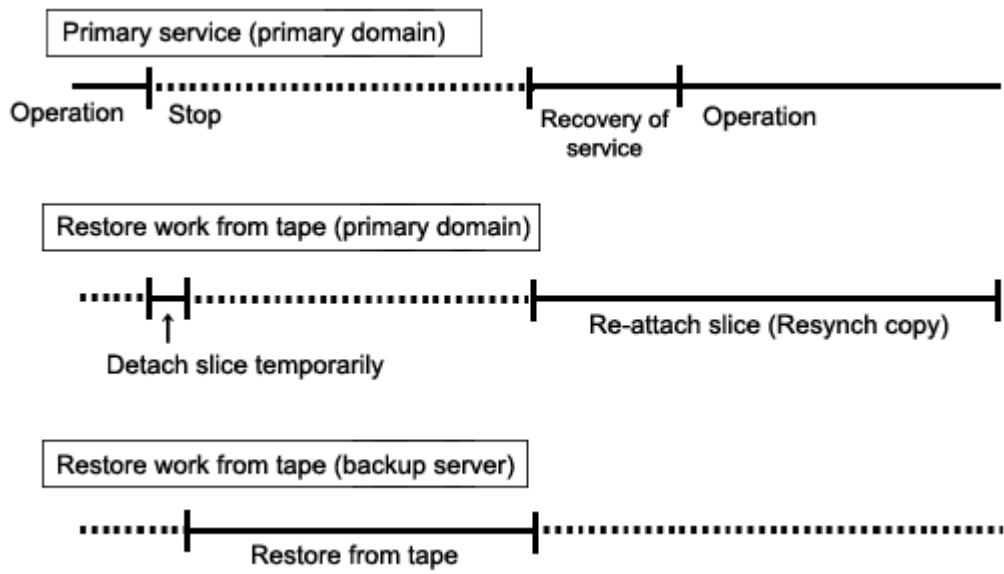 Primary service (primary domain)
Operation
Stop
Recovery of
service
Operation
Restore work from tape (primary domain)
Re-attach slice (Resynch copy)
Detach slice temporarily
Restore work from tape (backup server)
Restore from tape